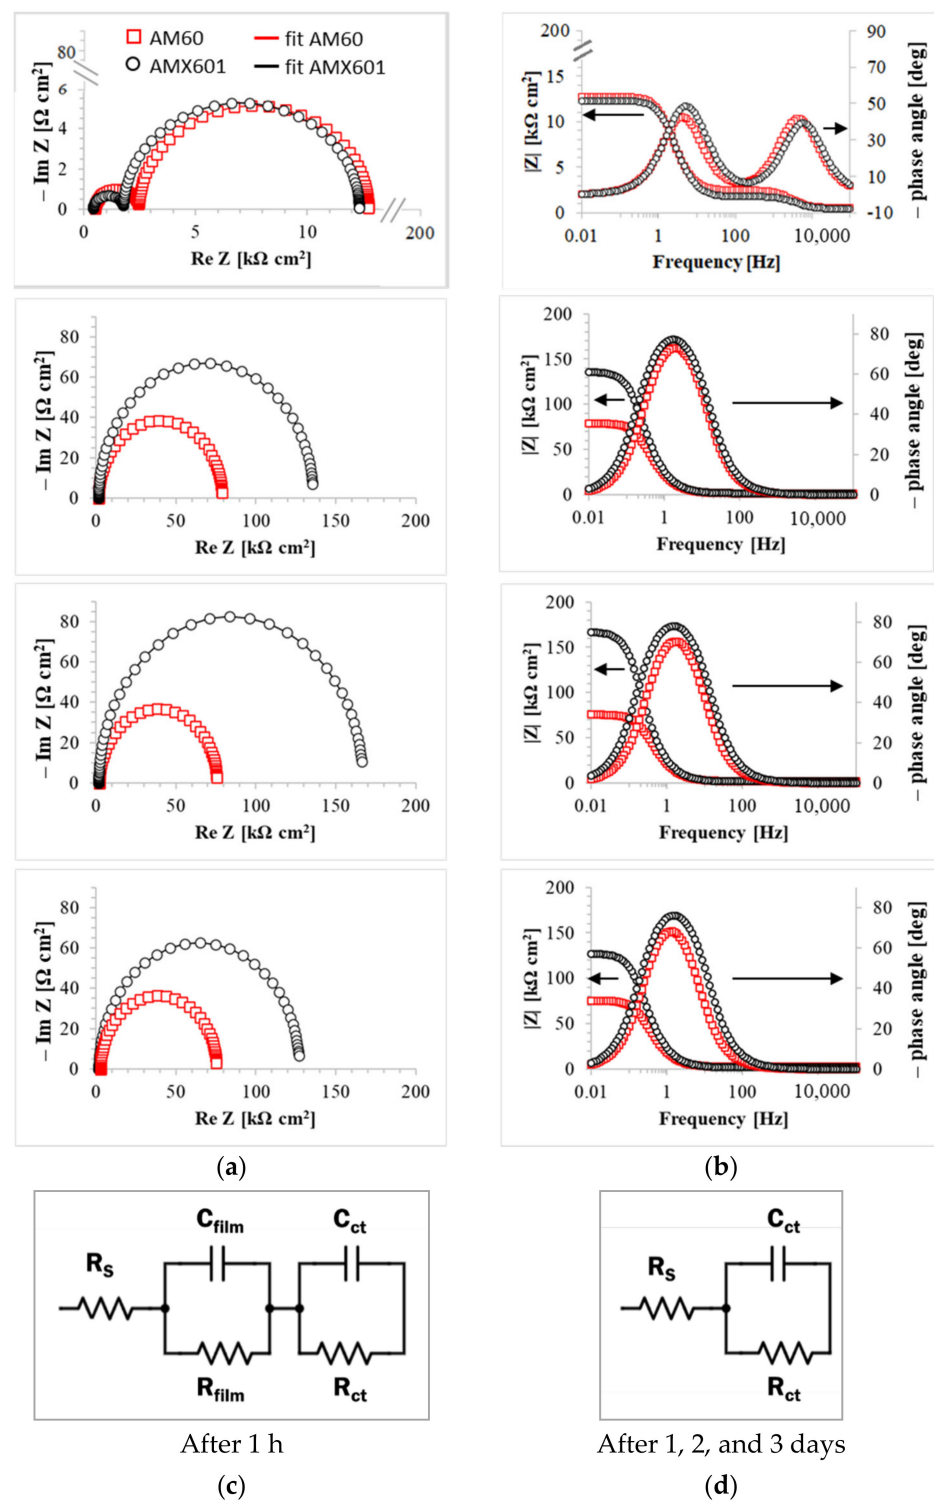 AM60 fit AM60
AMX601 fit AMX601
80
6
4
2
0
− Im Z [Ω cm²]
0 5 10 200
Re Z [kΩ cm²]
200
15
10
5
0
|Z| [kΩ cm²]
90
70
50
30
10
-10
− phase angle [deg]
0.01 1 100 10,000
Frequency [Hz]
80
60
40
20
0
− Im Z [Ω cm²]
0 50 100 150 200
Re Z [kΩ cm²]
200
150
100
50
0
|Z| [kΩ cm²]
80
60
40
20
0
− phase angle [deg]
0.01 1 100 10,000
Frequency [Hz]
80
60
40
20
0
− Im Z [Ω cm²]
0 50 100 150 200
Re Z [kΩ cm²]
200
150
100
50
0
|Z| [kΩ cm²]
80
60
40
20
0
− phase angle [deg]
0.01 1 100 10,000
Frequency [Hz]
80
60
40
20
0
− Im Z [Ω cm²]
0 50 100 150 200
Re Z [kΩ cm²]
200
150
100
50
0
|Z| [kΩ cm²]
80
60
40
20
0
− phase angle [deg]
0.01 1 100 10,000
Frequency [Hz]
(a) (b)
C film C ct
R S
R film R ct
C ct
R S
R ct
After 1 h After 1, 2, and 3 days
(c) (d)